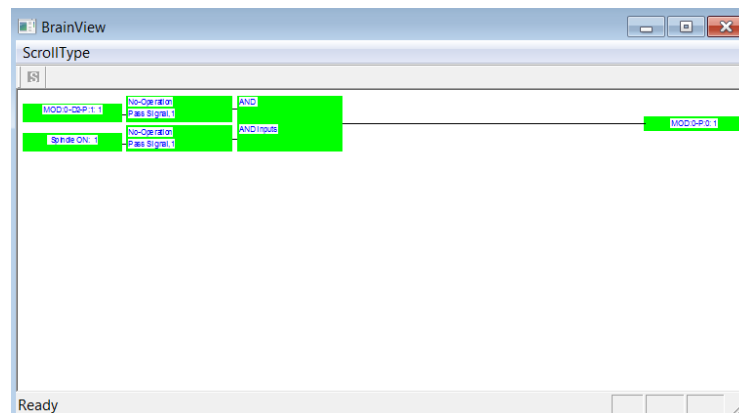 BrainView
ScrollType
S
MOD:0-D2-P:1: 1
No-Operation
Pass Signal,1
AND
Spindle ON: 1
No-Operation
Pass Signal,1
AND Inputs
MOD:0-P:0: 1
Ready